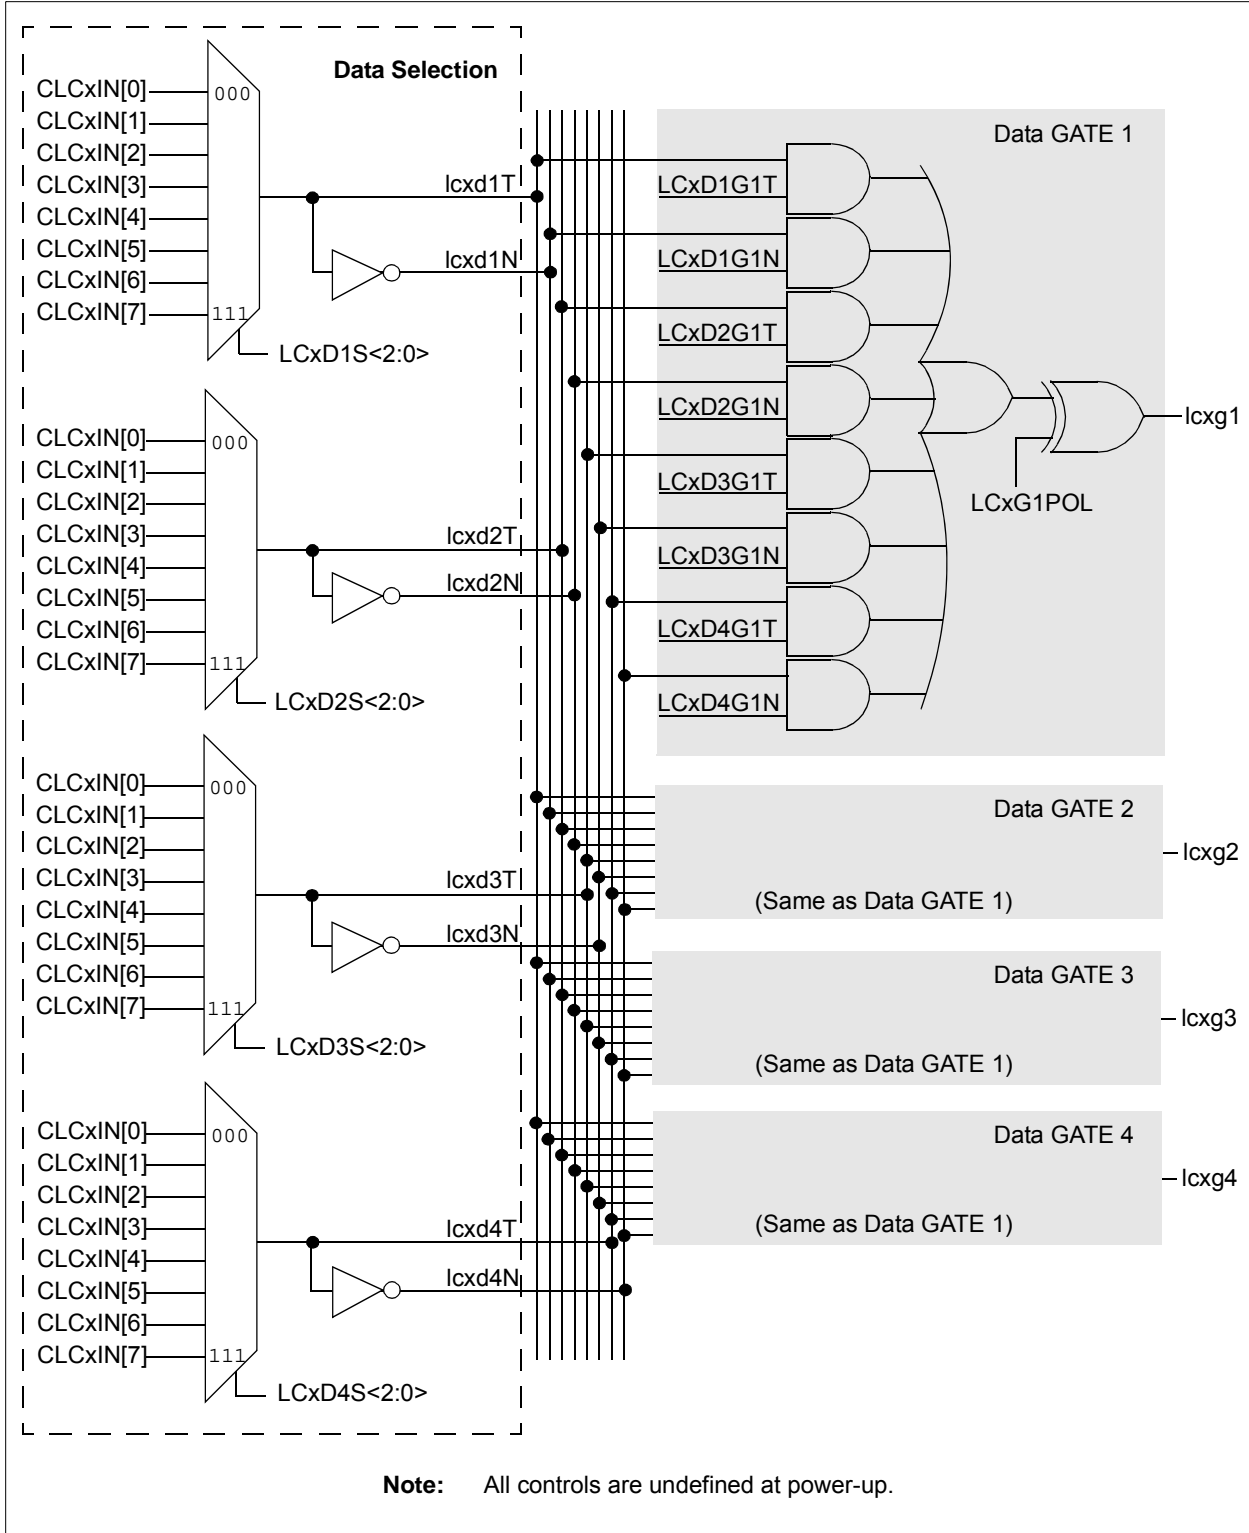 Data Selection
CLCxIN[0]
CLCxIN[1]
CLCxIN[2]
CLCxIN[3]
CLCxIN[4]
CLCxIN[5]
CLCxIN[6]
CLCxIN[7]
000
111
LCxD1S<2:0>
lcxd1T
lcxd1N
CLCxIN[0]
CLCxIN[1]
CLCxIN[2]
CLCxIN[3]
CLCxIN[4]
CLCxIN[5]
CLCxIN[6]
CLCxIN[7]
000
111
LCxD2S<2:0>
lcxd2T
lcxd2N
CLCxIN[0]
CLCxIN[1]
CLCxIN[2]
CLCxIN[3]
CLCxIN[4]
CLCxIN[5]
CLCxIN[6]
CLCxIN[7]
000
111
LCxD3S<2:0>
lcxd3T
lcxd3N
CLCxIN[0]
CLCxIN[1]
CLCxIN[2]
CLCxIN[3]
CLCxIN[4]
CLCxIN[5]
CLCxIN[6]
CLCxIN[7]
000
111
LCxD4S<2:0>
lcxd4T
lcxd4N
Data GATE 1
LCxD1G1T
LCxD1G1N
LCxD2G1T
LCxD2G1N
LCxD3G1T
LCxD3G1N
LCxD4G1T
LCxD4G1N
LCxG1POL
lcxg1
Data GATE 2
(Same as Data GATE 1)
lcxg2
Data GATE 3
(Same as Data GATE 1)
lcxg3
Data GATE 4
(Same as Data GATE 1)
lcxg4
Note: All controls are undefined at power-up.